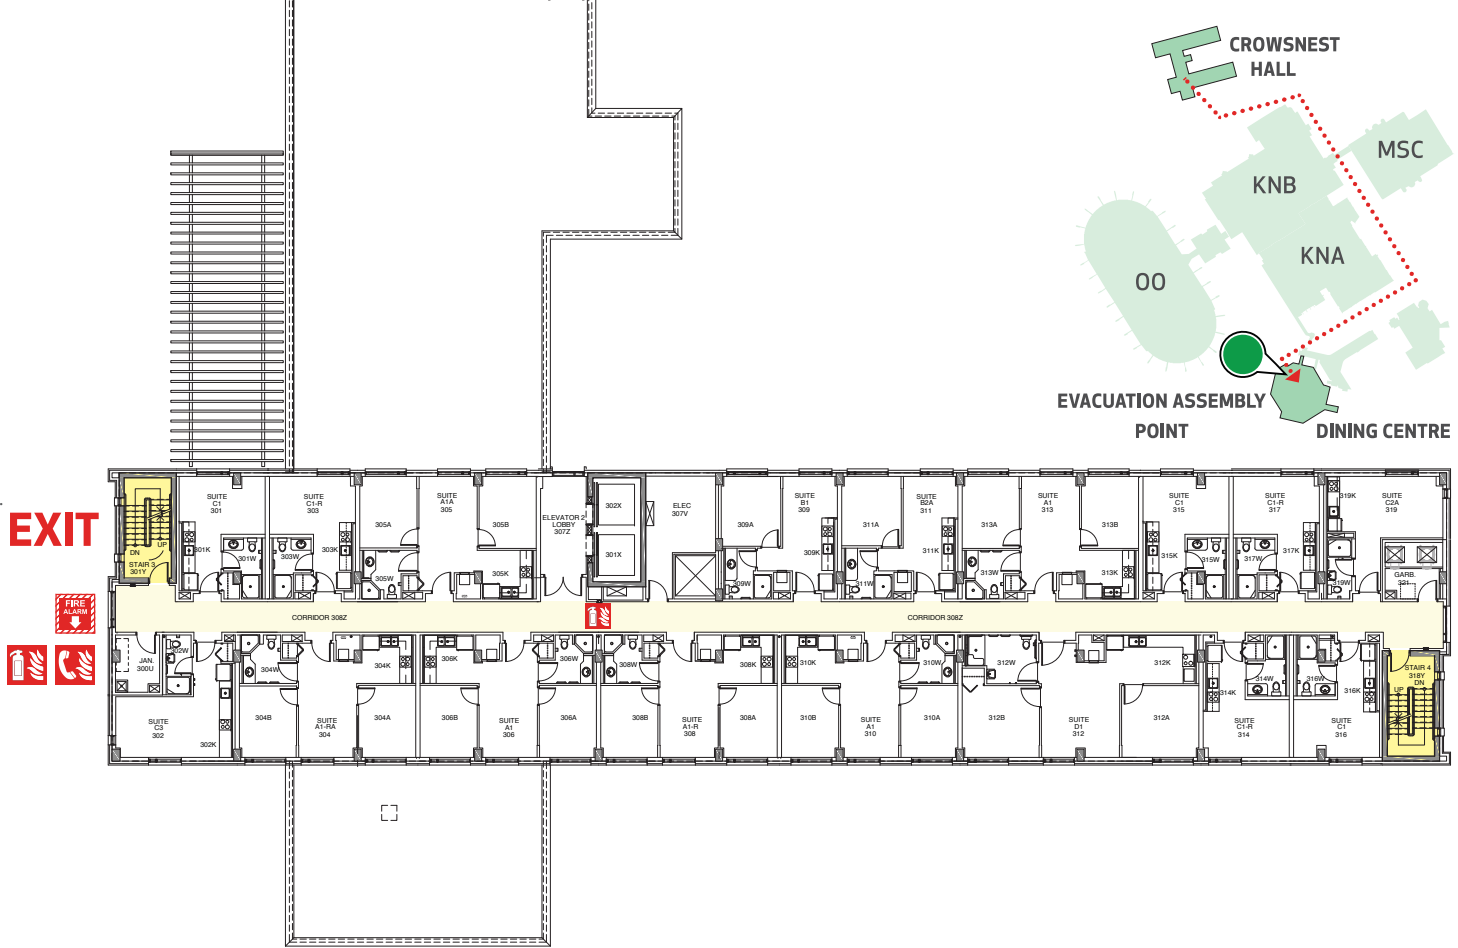 CROWSNEST
HALL
MSC
KNB
KNA
OO
EVACUATION ASSEMBLY
POINT
DINING CENTRE
EXIT
FIRE
ALARM
DN
UP
STAIR 3
301Y
SUITE
C1
301
301K
301W
SUITE
C1-R
303
303W
303K
305A
SUITE
A1A
305
305B
305W
305K
ELEVATOR 2
LOBBY
307Z
302X
301X
ELEC
307V
309A
SUITE
B1
309
309K
309W
311A
SUITE
B2A
311
311K
311W
313A
SUITE
A1
313
313B
313W
313K
SUITE
C1
315
315K
315W
SUITE
C1-R
317
317W
317K
319K
SUITE
C2A
319
319W
GARB.
321
CORRIDOR 308Z
CORRIDOR 308Z
JAN.
300U
302W
SUITE
C3
302
302K
304W
304K
304B
SUITE
A1-RA
304
304A
306K
306W
306B
SUITE
A1
306
306A
308W
308K
308B
SUITE
A1-R
308
308A
310K
310W
310B
SUITE
A1
310
310A
312W
312K
312B
SUITE
D1
312
312A
314K
314W
SUITE
C1-R
314
316W
316K
SUITE
C1
316
STAIR 4
318Y
DN
UP